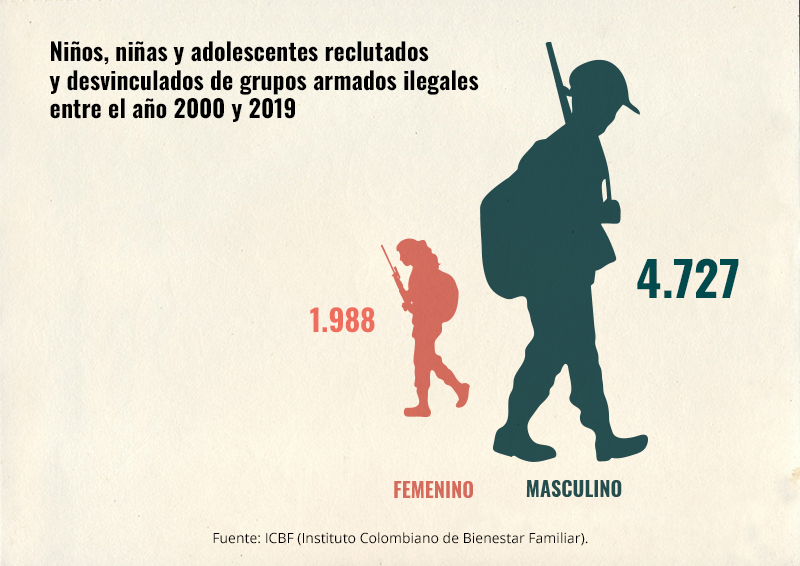 Niños, niñas y adolescentes reclutados
y desvinculados de grupos armados ilegales
entre el año 2000 y 2019
4.727
1.988
FEMENINO
MASCULINO
Fuente: ICBF (Instituto Colombiano de Bienestar Familiar).